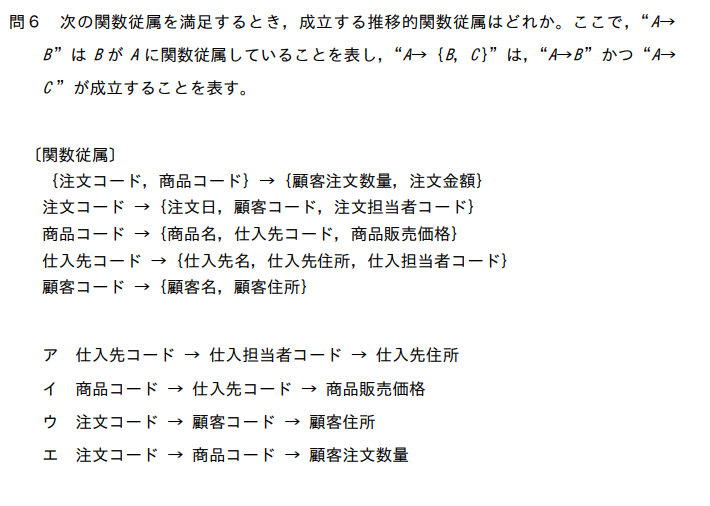 問6　次の関数従属を満足するとき，成立する推移的関数従属はどれか。ここで，“A→
B”は B が A に関数従属していることを表し，“A→ {B，C}”は，“A→B”かつ“A→
C”が成立することを表す。
〔関数従属〕
{注文コード，商品コード} → {顧客注文数量，注文金額}
注文コード → {注文日，顧客コード，注文担当者コード}
商品コード → {商品名，仕入先コード，商品販売価格}
仕入先コード → {仕入先名，仕入先住所，仕入担当者コード}
顧客コード → {顧客名，顧客住所}
ア　仕入先コード → 仕入担当者コード → 仕入先住所
イ　商品コード → 仕入先コード → 商品販売価格
ウ　注文コード → 顧客コード → 顧客住所
エ　注文コード → 商品コード → 顧客注文数量